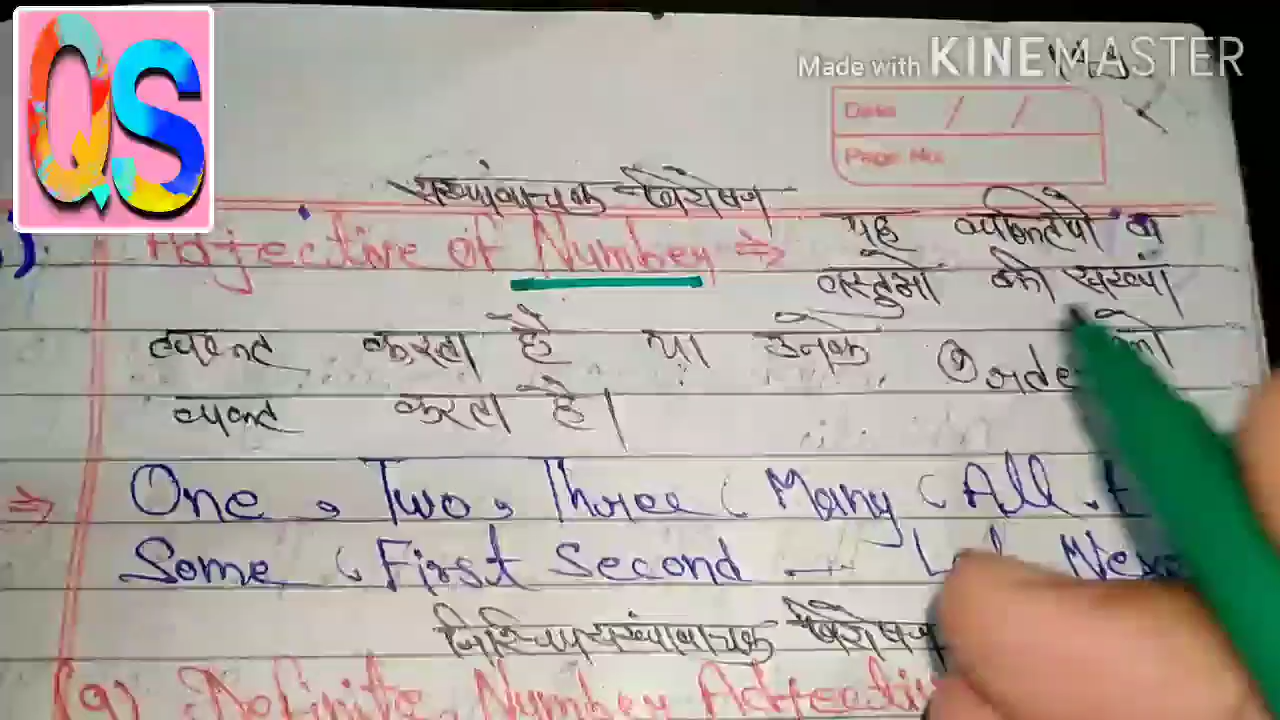 QS
Made with KINEMASTER
Date / /
Page No.
संख्यावाचक विशेषण
Adjective of Number ⇒ यह व्यक्तियों व
वस्तुओं की संख्या
व्यक्त करता है या उनके Order को
व्यक्त करता है।
⇒ One, Two, Three, Many, All,
Some, First Second
निश्चित संख्यावाचक विशेषण
(a) Definite Number